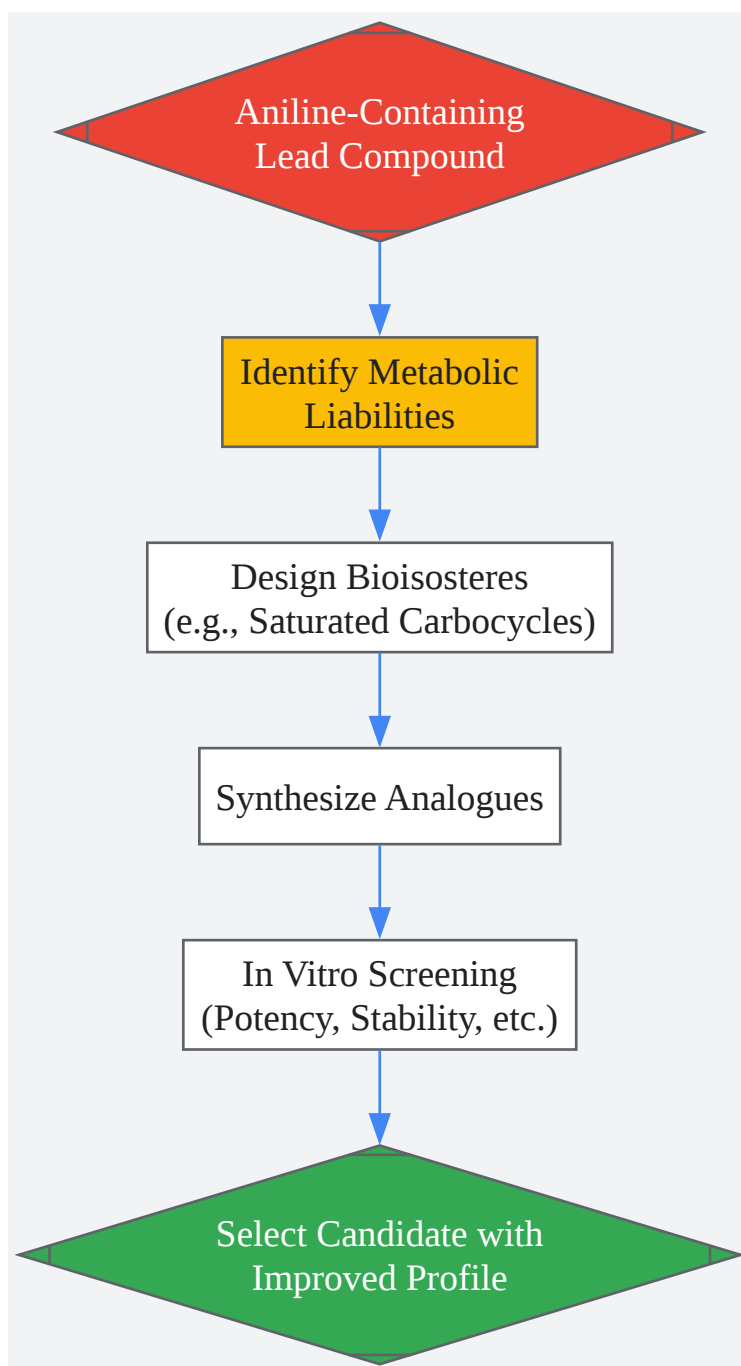 Aniline-Containing
Lead Compound
Identify Metabolic
Liabilities
Design Bioisosteres
(e.g., Saturated Carbocycles)
Synthesize Analogues
In Vitro Screening
(Potency, Stability, etc.)
Select Candidate with
Improved Profile